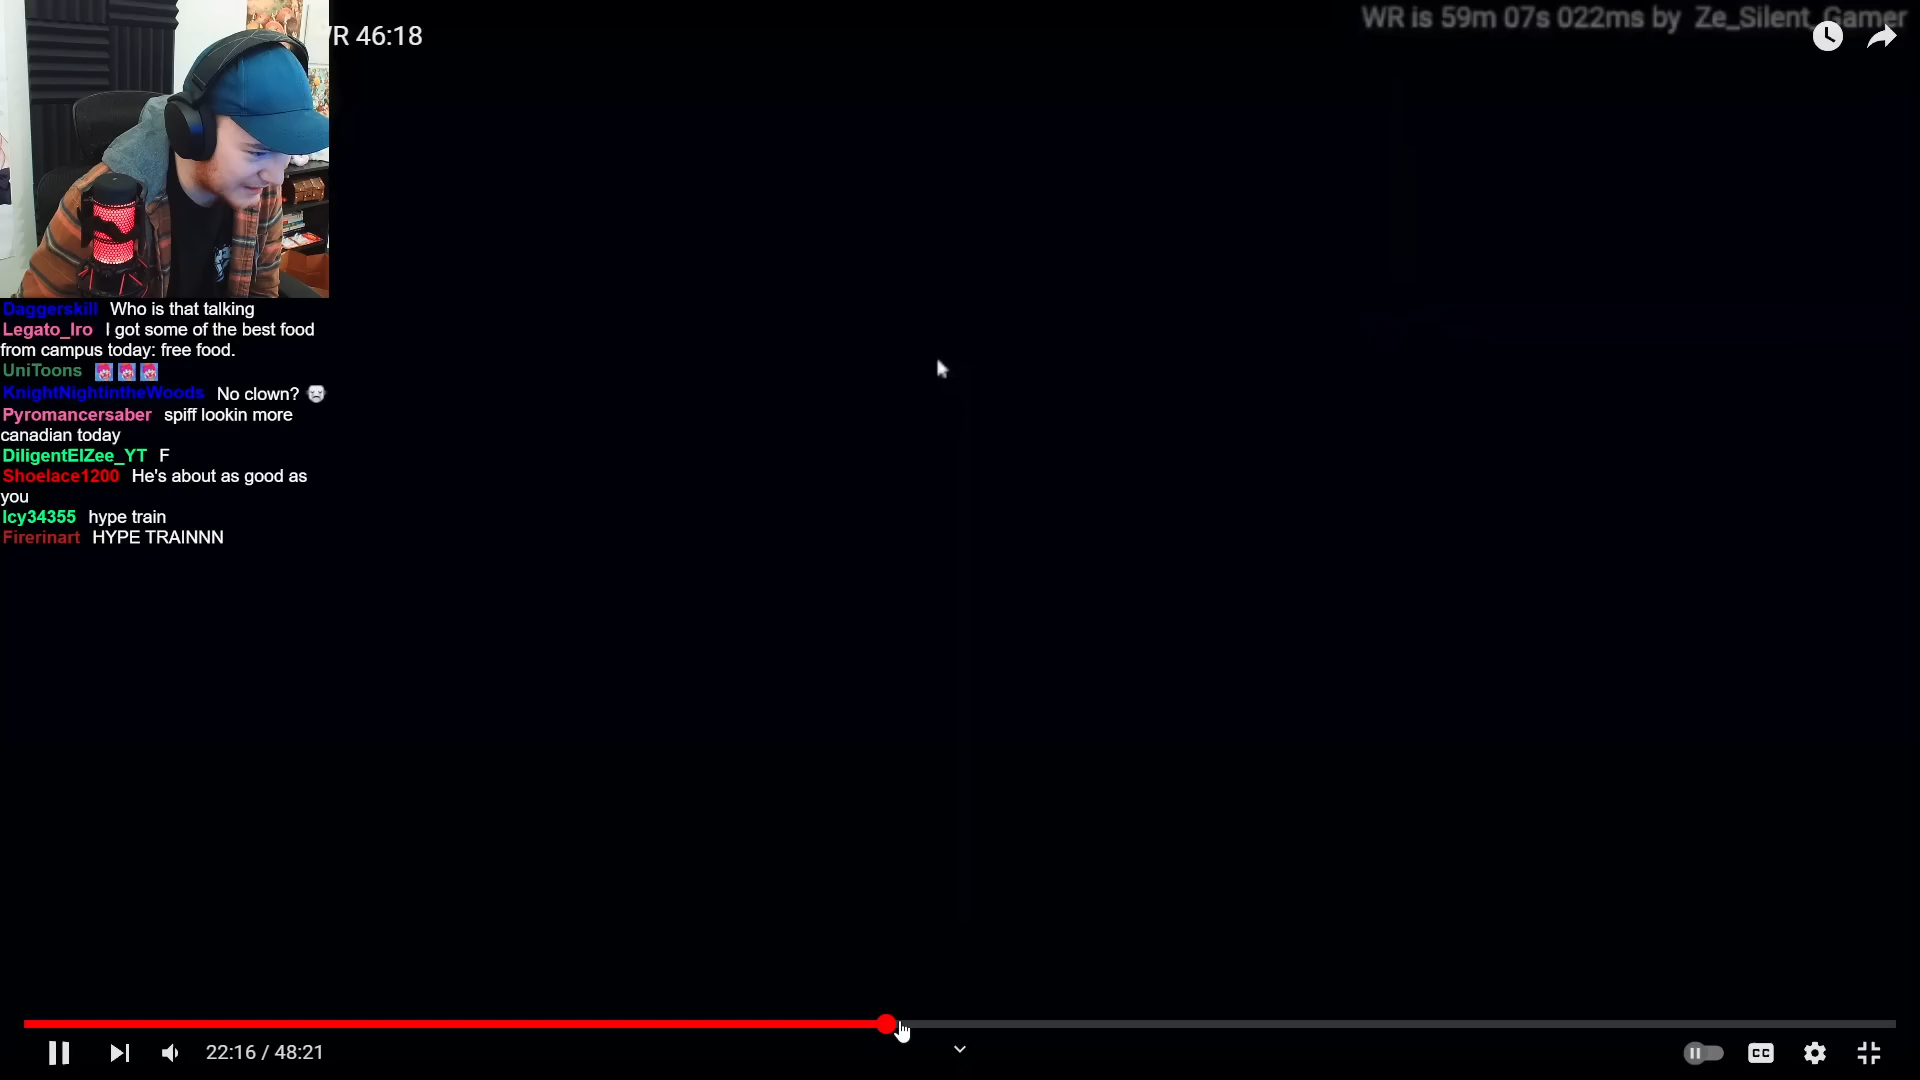 WR is 59m 07s 022ms by Ze_Silent_Gamer
WR 46:18
Daggerskill Who is that talking
Legato_Iro I got some of the best food
from campus today: free food.
UniToons
KnightNightintheWoods No clown?
Pyromancersaber spiff lookin more
canadian today
DiligentElZee_YT F
Shoelace1200 He's about as good as
you
Icy34355 hype train
Firerinart HYPE TRAINNN
22:16 / 48:21
CC